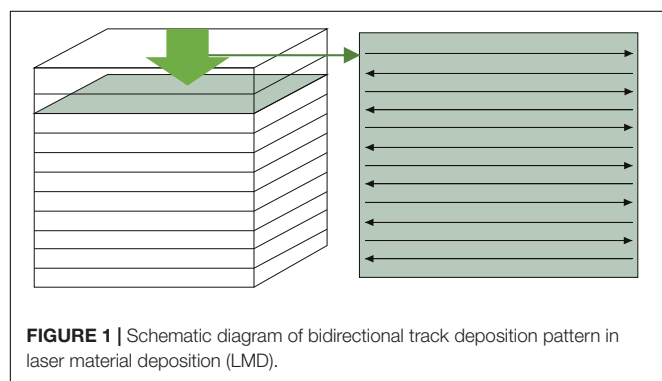 FIGURE 1 | Schematic diagram of bidirectional track deposition pattern in
laser material deposition (LMD).